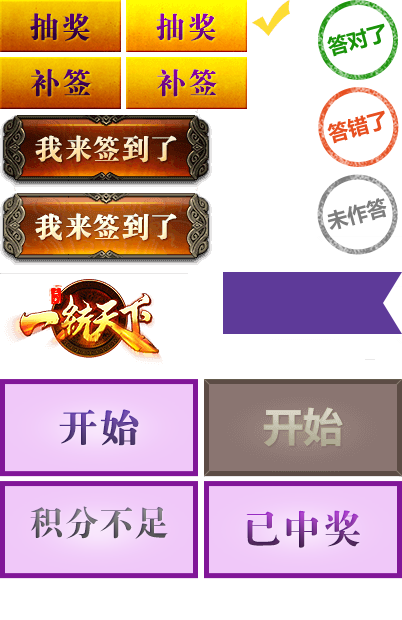 抽奖
抽奖
答对了
补签
补签
答错了
我来签到了
未作答
我来签到了
一统天下
开始
开始
积分不足
已中奖